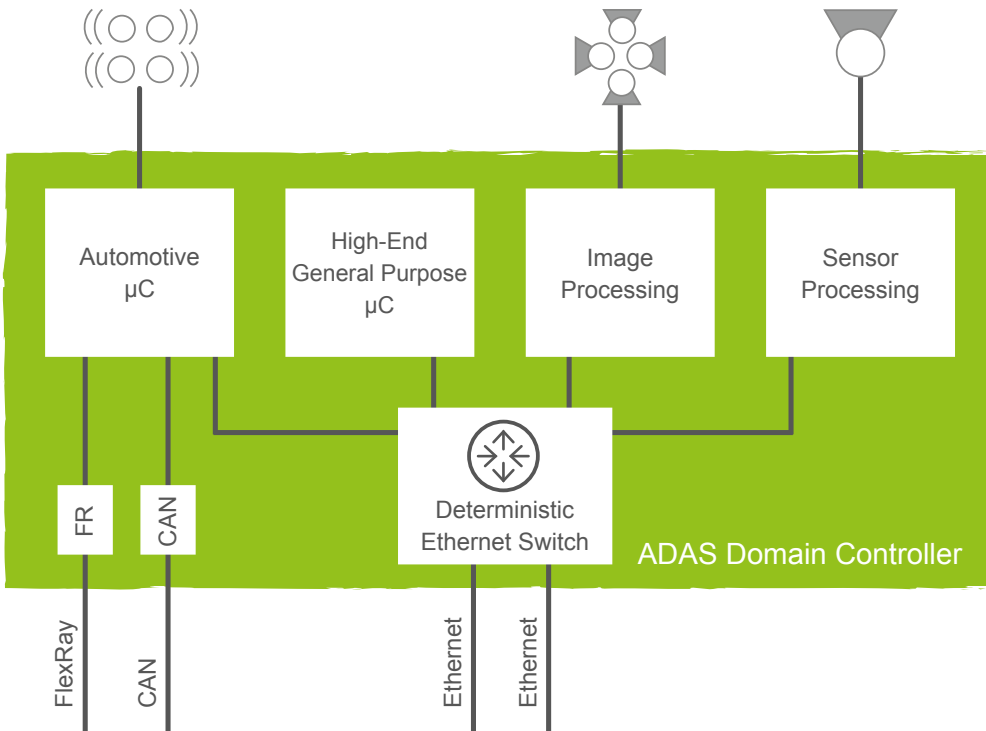 Automotive
µC
High-End
General Purpose
µC
Image
Processing
Sensor
Processing
FR
CAN
Deterministic
Ethernet Switch
ADAS Domain Controller
FlexRay
CAN
Ethernet
Ethernet